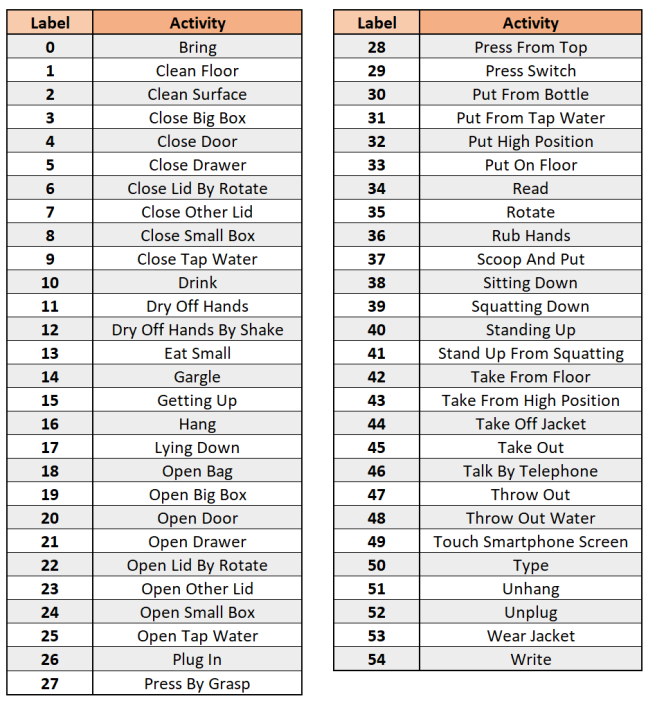 Label Activity
0 Bring
1 Clean Floor
2 Clean Surface
3 Close Big Box
4 Close Door
5 Close Drawer
6 Close Lid By Rotate
7 Close Other Lid
8 Close Small Box
9 Close Tap Water
10 Drink
11 Dry Off Hands
12 Dry Off Hands By Shake
13 Eat Small
14 Gargle
15 Getting Up
16 Hang
17 Lying Down
18 Open Bag
19 Open Big Box
20 Open Door
21 Open Drawer
22 Open Lid By Rotate
23 Open Other Lid
24 Open Small Box
25 Open Tap Water
26 Plug In
27 Press By Grasp
Label Activity
28 Press From Top
29 Press Switch
30 Put From Bottle
31 Put From Tap Water
32 Put High Position
33 Put On Floor
34 Read
35 Rotate
36 Rub Hands
37 Scoop And Put
38 Sitting Down
39 Squatting Down
40 Standing Up
41 Stand Up From Squatting
42 Take From Floor
43 Take From High Position
44 Take Off Jacket
45 Take Out
46 Talk By Telephone
47 Throw Out
48 Throw Out Water
49 Touch Smartphone Screen
50 Type
51 Unhang
52 Unplug
53 Wear Jacket
54 Write